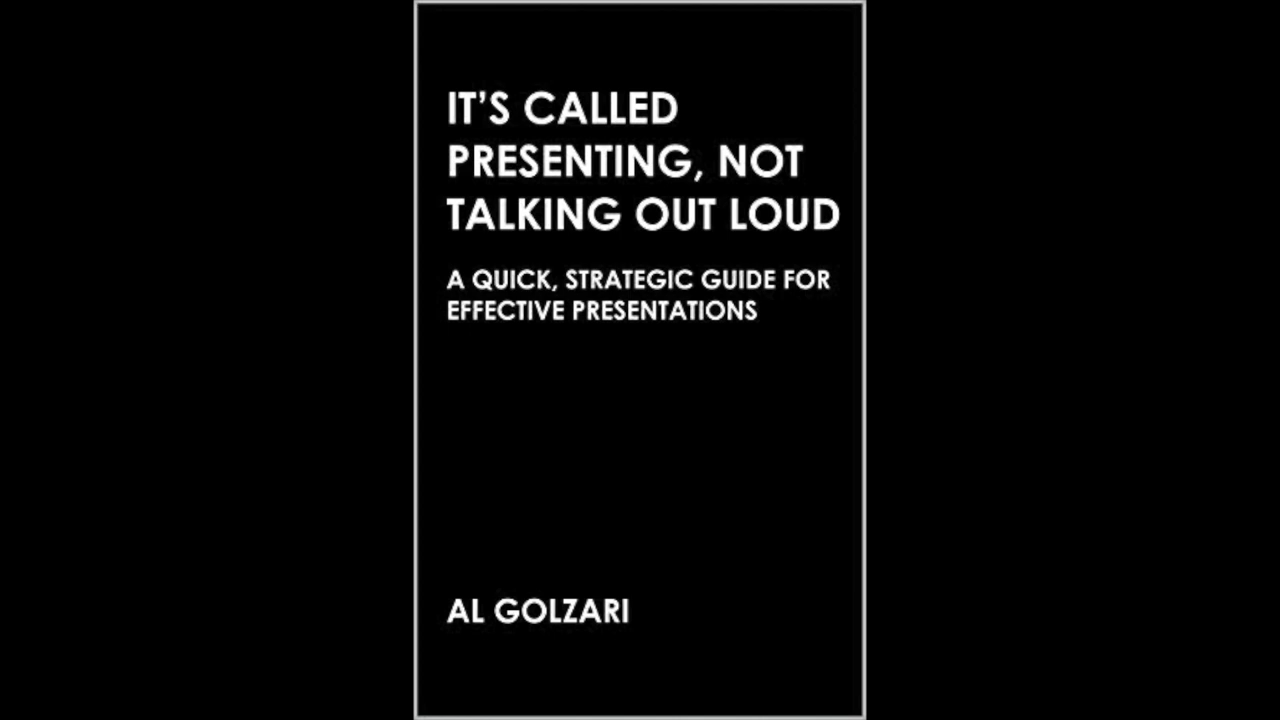 IT’S CALLED
PRESENTING, NOT
TALKING OUT LOUD
A QUICK, STRATEGIC GUIDE FOR
EFFECTIVE PRESENTATIONS
AL GOLZARI